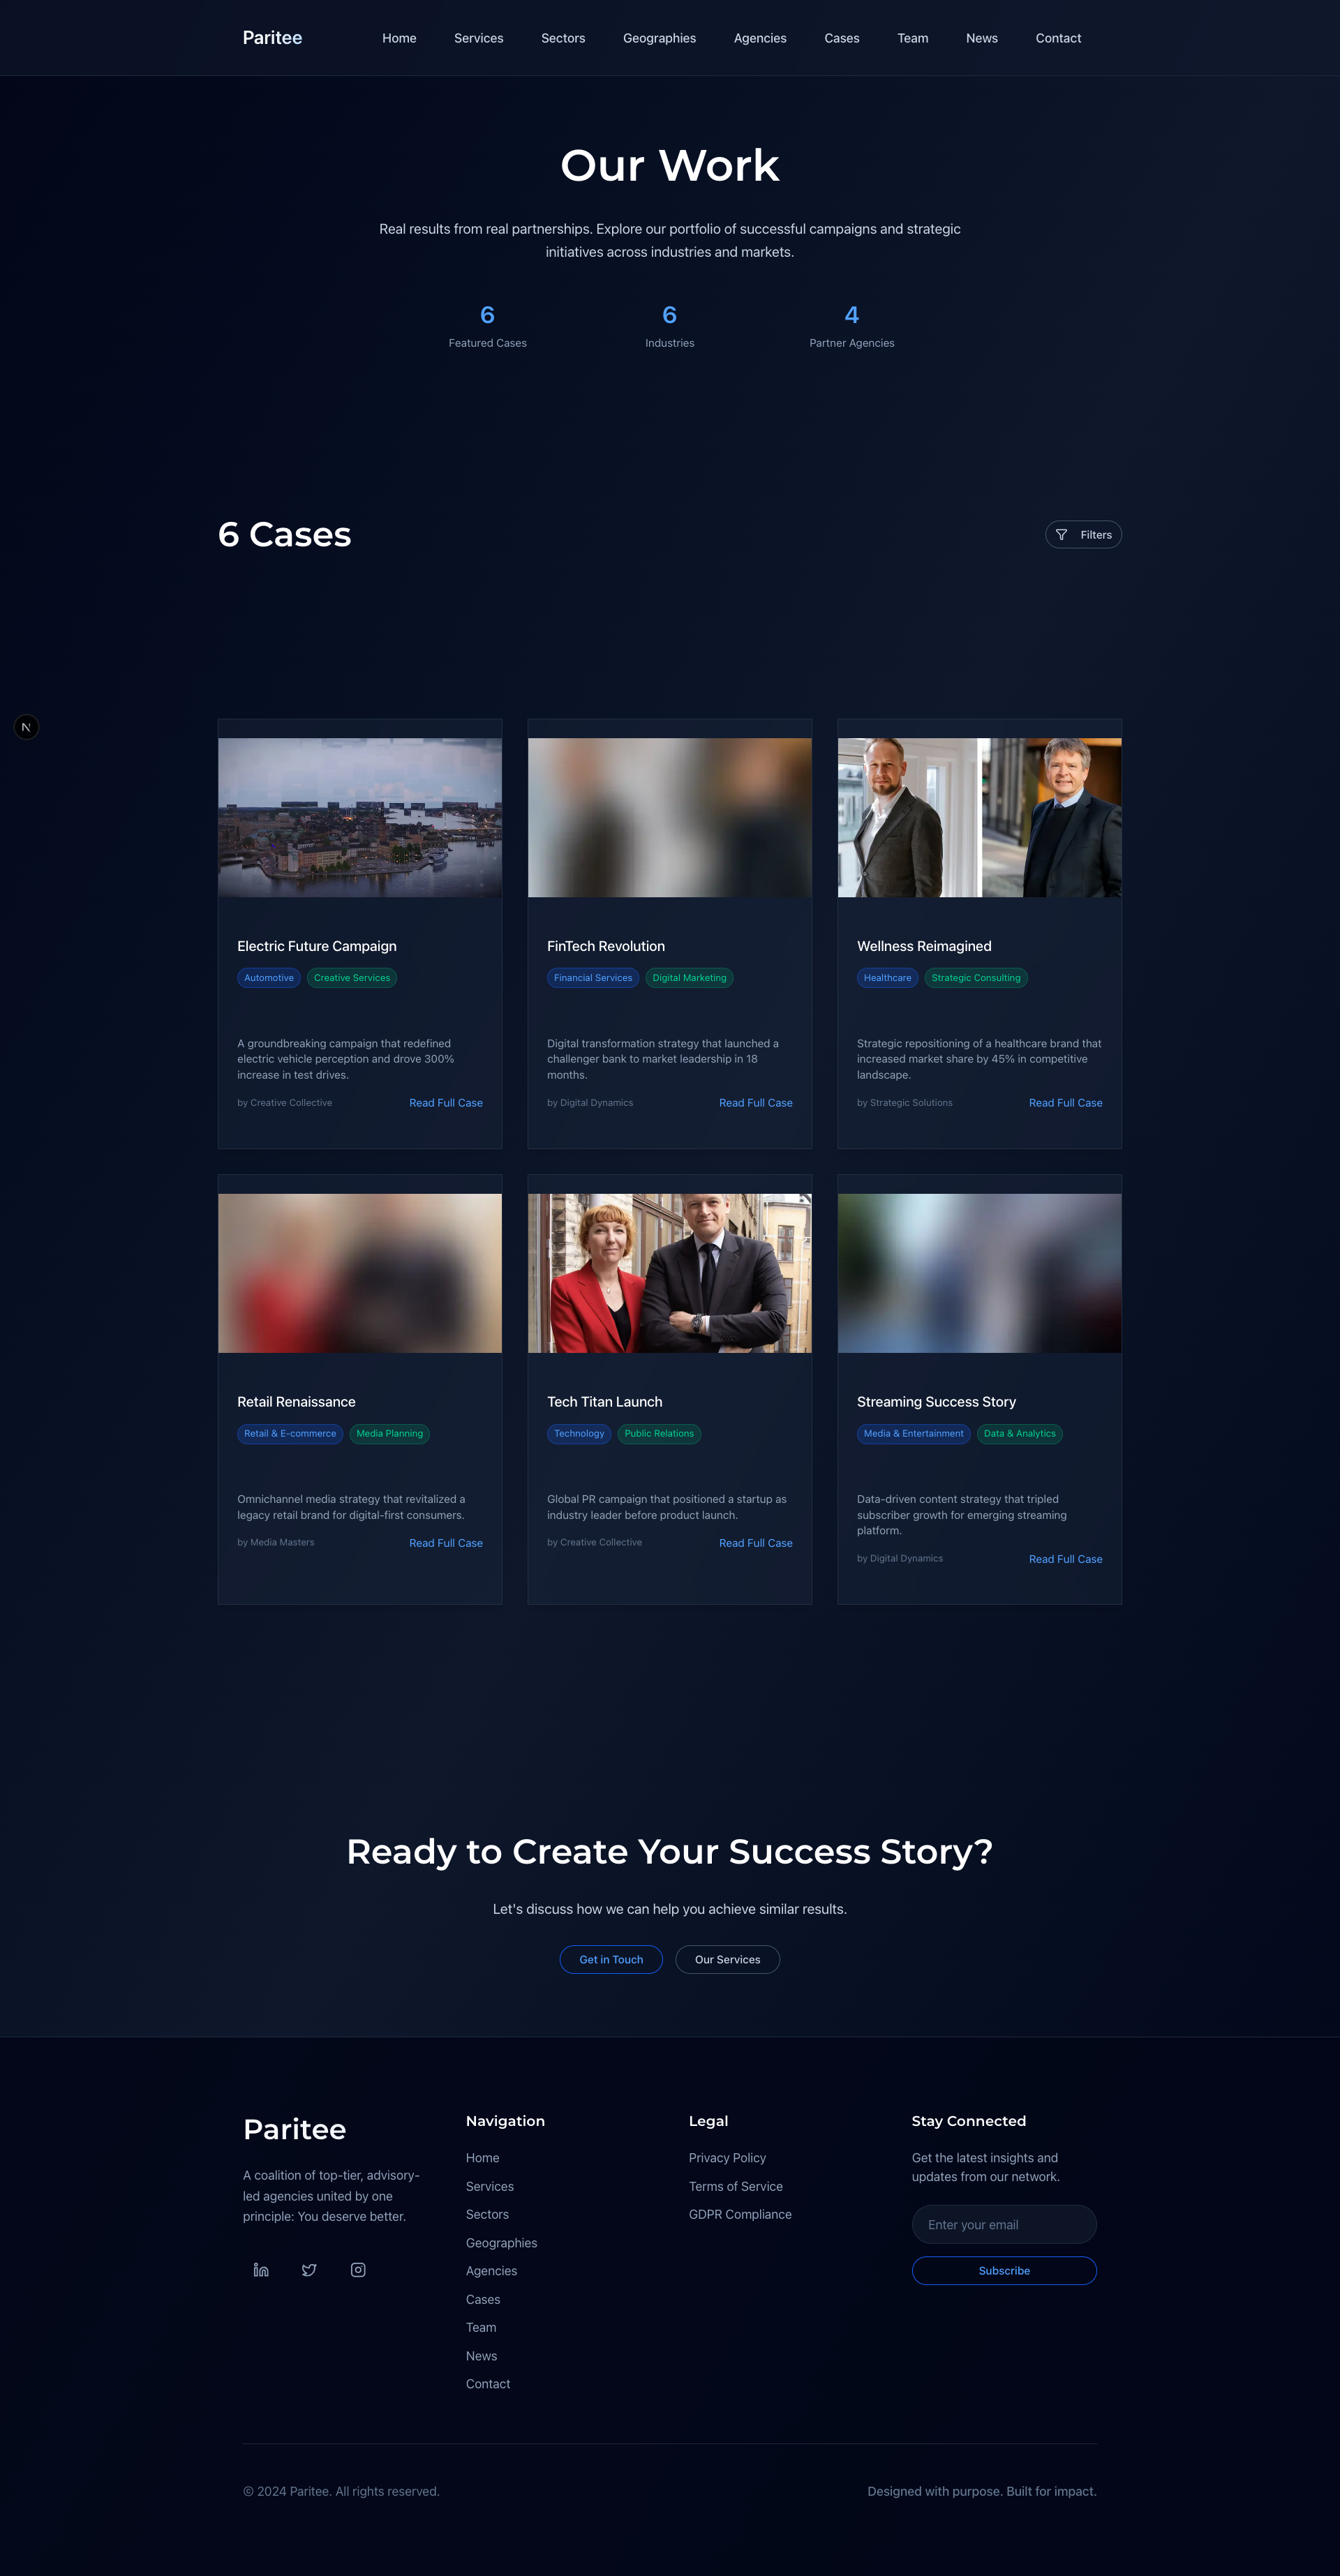 Paritee
Home
Services
Sectors
Geographies
Agencies
Cases
Team
News
Contact
Our Work
Real results from real partnerships. Explore our portfolio of successful campaigns and strategic
initiatives across industries and markets.
6
Featured Cases
6
Industries
4
Partner Agencies
6 Cases
Filters
N
Electric Future Campaign
Automotive
Creative Services
A groundbreaking campaign that redefined
electric vehicle perception and drove 300%
increase in test drives.
by Creative Collective
Read Full Case
FinTech Revolution
Financial Services
Digital Marketing
Digital transformation strategy that launched a
challenger bank to market leadership in 18
months.
by Digital Dynamics
Read Full Case
Wellness Reimagined
Healthcare
Strategic Consulting
Strategic repositioning of a healthcare brand that
increased market share by 45% in competitive
landscape.
by Strategic Solutions
Read Full Case
Retail Renaissance
Retail & E-commerce
Media Planning
Omnichannel media strategy that revitalized a
legacy retail brand for digital-first consumers.
by Media Masters
Read Full Case
Tech Titan Launch
Technology
Public Relations
Global PR campaign that positioned a startup as
industry leader before product launch.
by Creative Collective
Read Full Case
Streaming Success Story
Media & Entertainment
Data & Analytics
Data-driven content strategy that tripled
subscriber growth for emerging streaming
platform.
by Digital Dynamics
Read Full Case
Ready to Create Your Success Story?
Let's discuss how we can help you achieve similar results.
Get in Touch
Our Services
Paritee
A coalition of top-tier, advisory-
led agencies united by one
principle: You deserve better.
Navigation
Home
Services
Sectors
Geographies
Agencies
Cases
Team
News
Contact
Legal
Privacy Policy
Terms of Service
GDPR Compliance
Stay Connected
Get the latest insights and
updates from our network.
Enter your email
Subscribe
© 2024 Paritee. All rights reserved.
Designed with purpose. Built for impact.